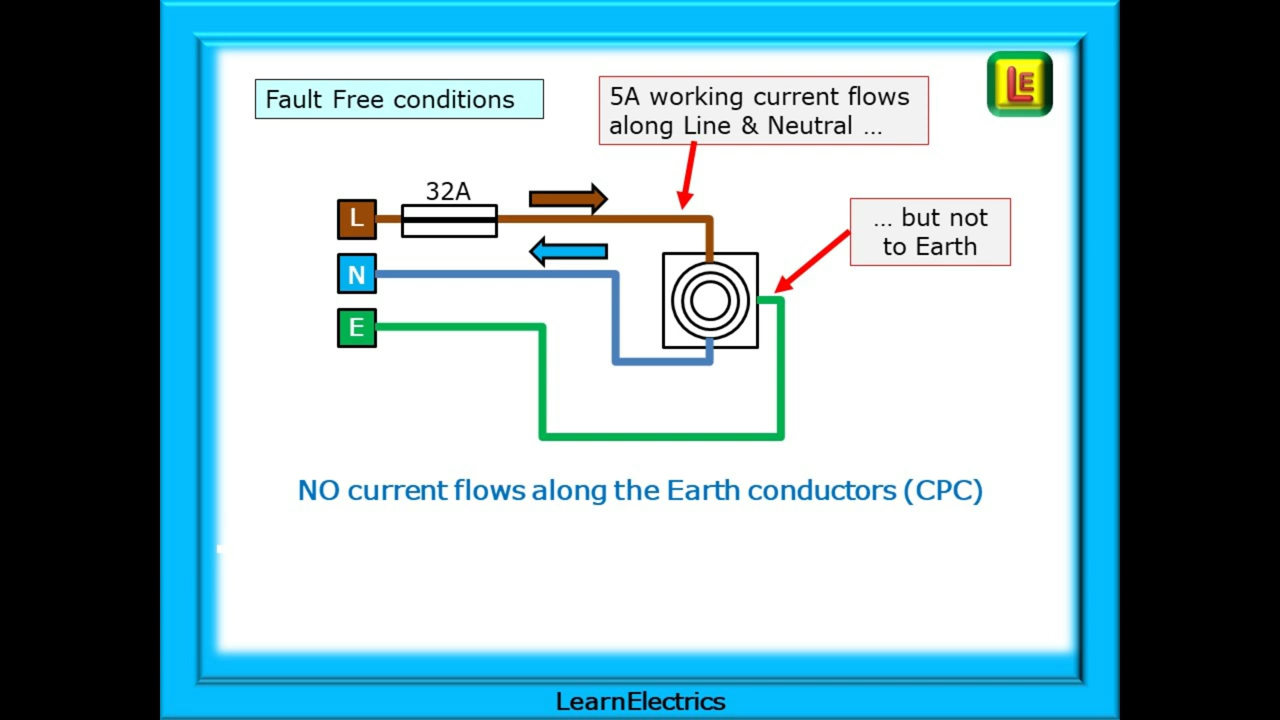 Fault Free conditions
5A working current flows
along Line & Neutral ...
LE
32A
L
... but not
to Earth
N
E
NO current flows along the Earth conductors (CPC)
LearnElectrics